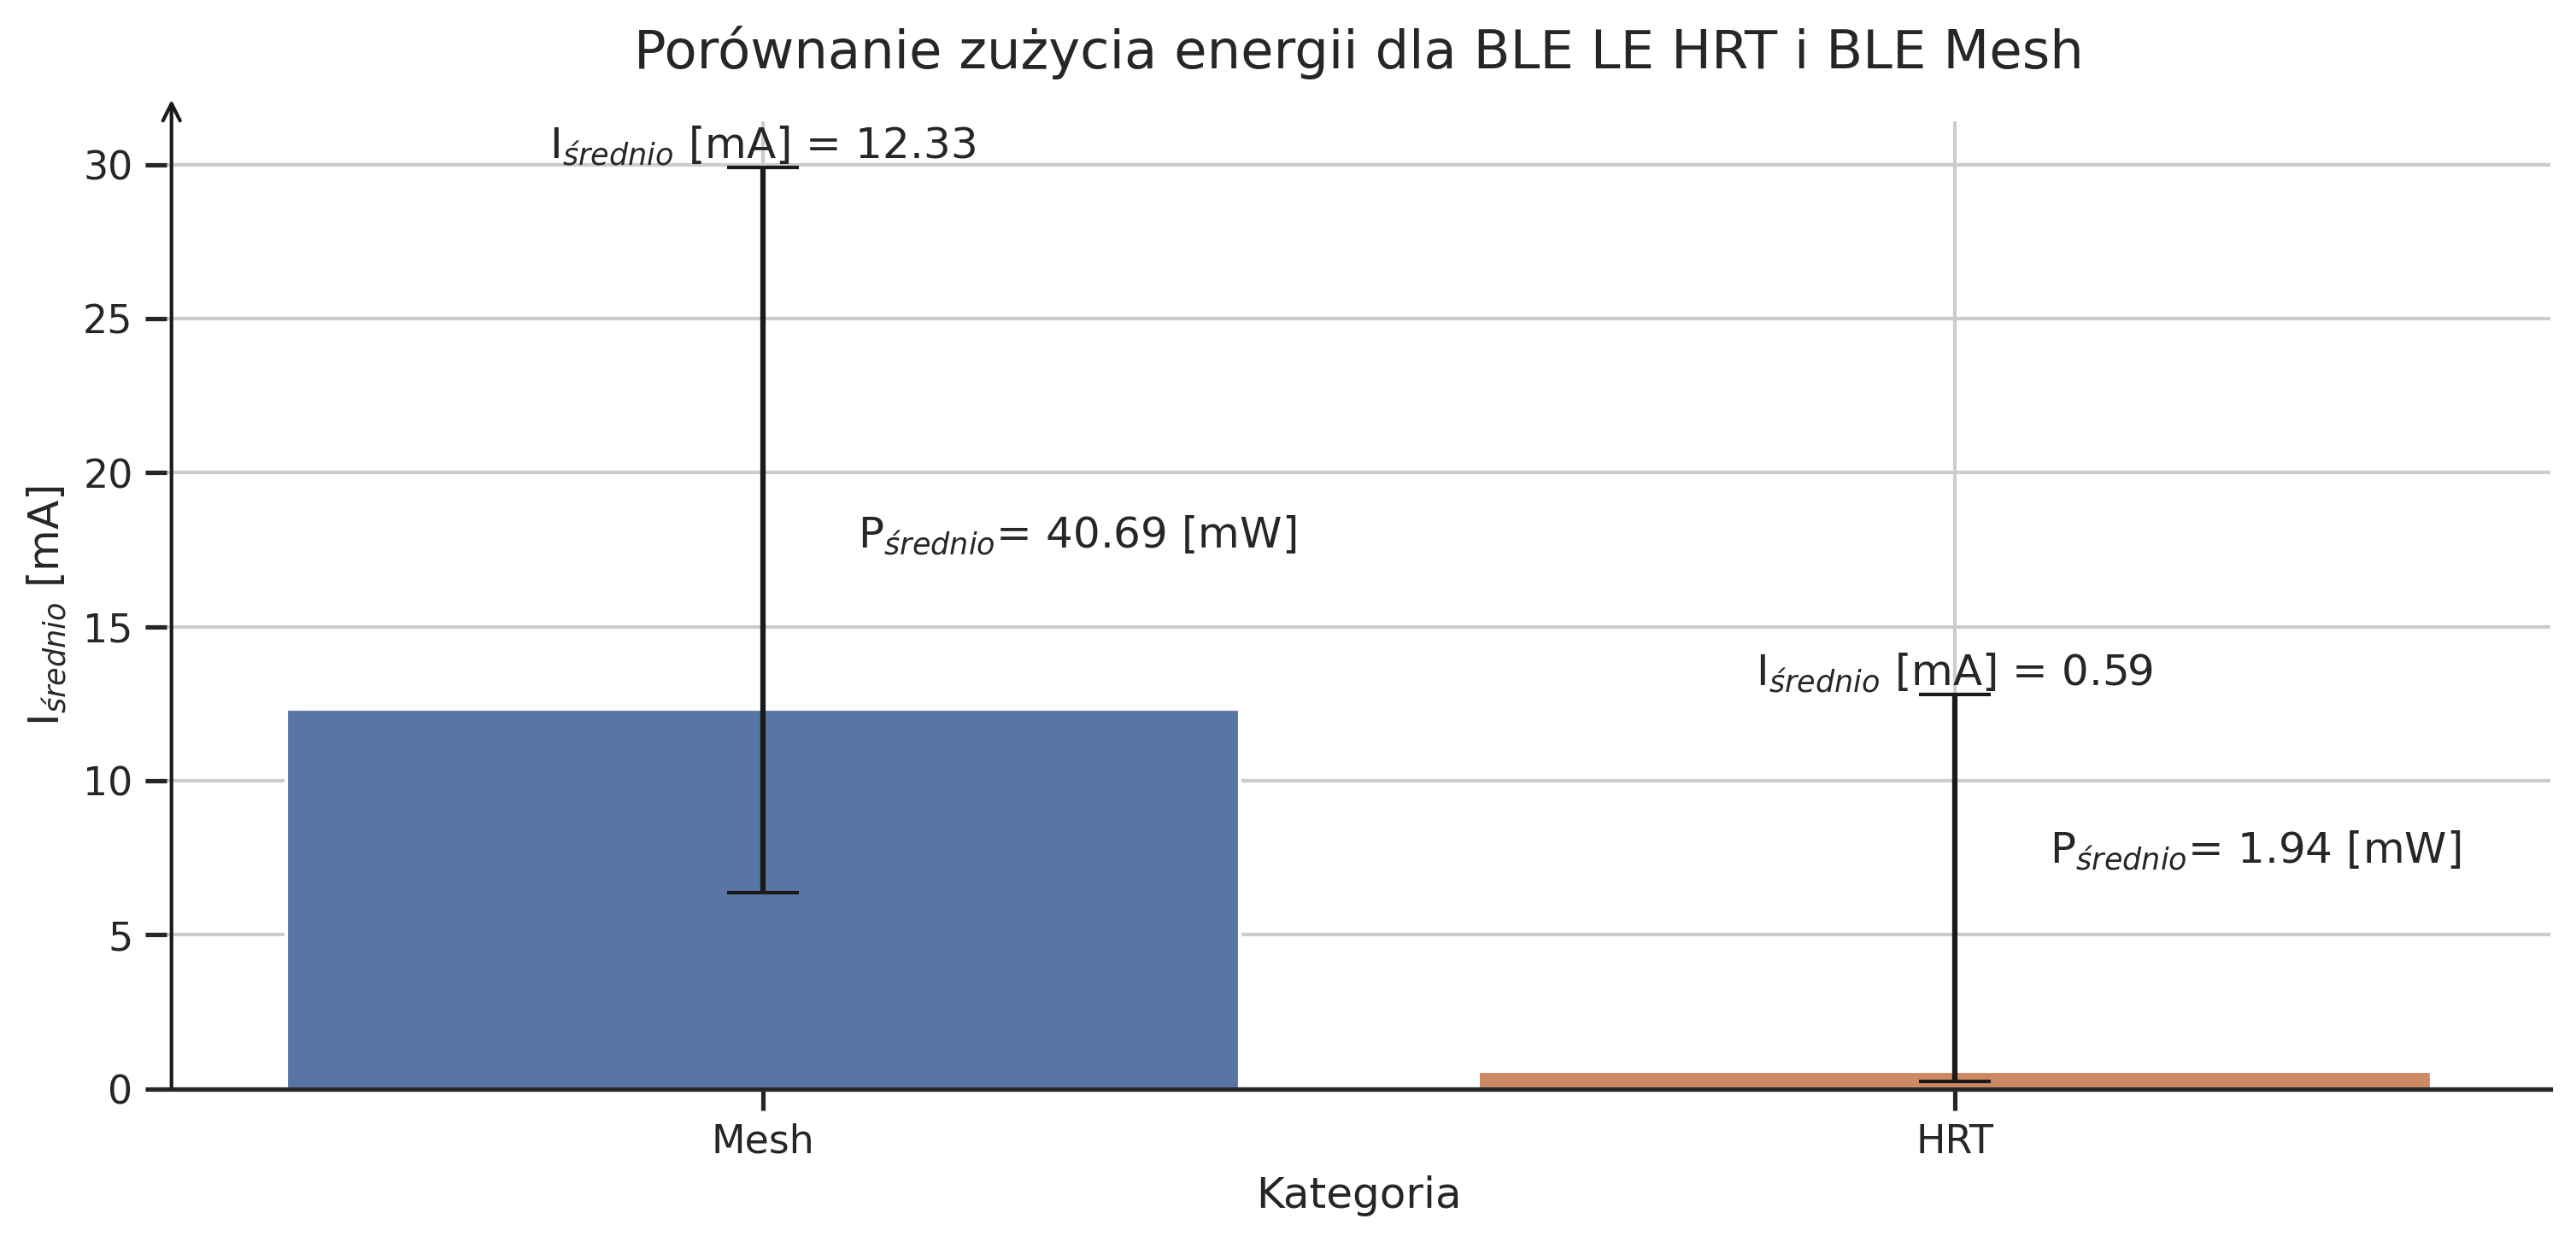 Porównanie zużycia energii dla BLE LE HRT i BLE Mesh
Iśrednio [mA] = 12.33
30
25
20
Pśrednio= 40.69 [mW]
15
Iśrednio [mA] = 0.59
10
Pśrednio= 1.94 [mW]
5
0
Iśrednio [mA]
Mesh
HRT
Kategoria